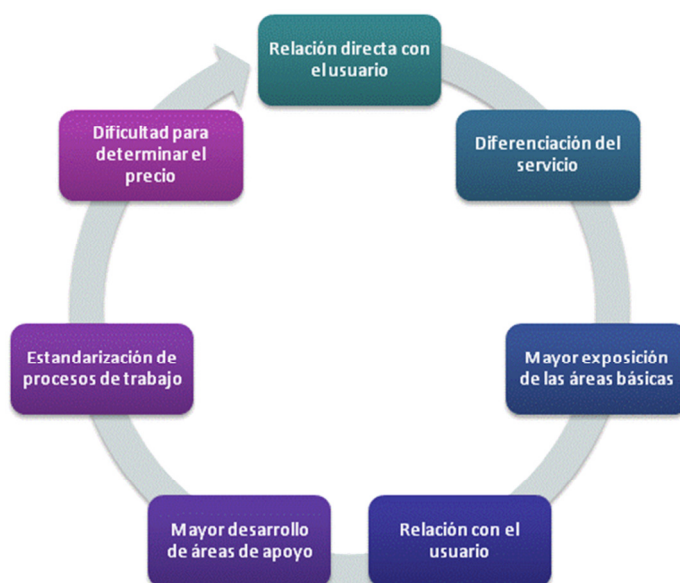 Relación directa con
el usuario
Diferenciación del
servicio
Mayor exposición
de las áreas básicas
Relación con el
usuario
Mayor desarrollo
de áreas de apoyo
Estandarización de
procesos de trabajo
Dificultad para
determinar el
precio